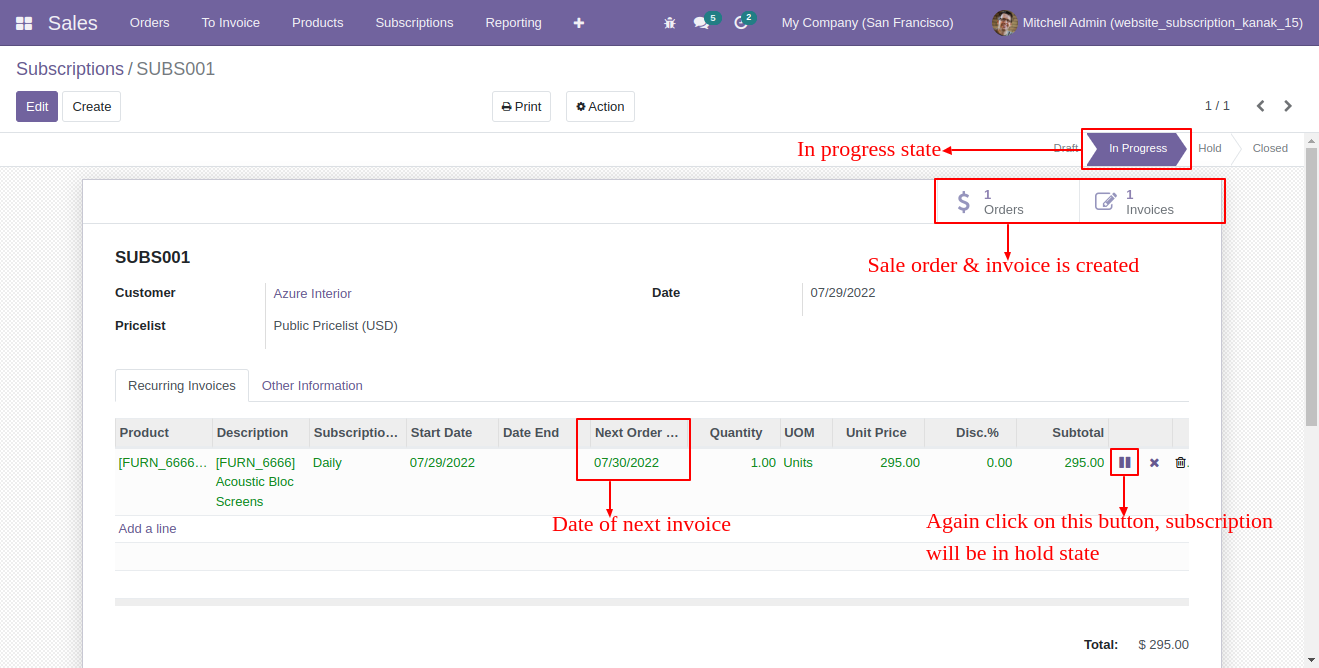 Sales Orders To Invoice Products Subscriptions Reporting 5 2 My Company (San Francisco) Mitchell Admin (website_subscription_kanak_15)
Subscriptions / SUBS001
Edit Create Print Action 1 / 1
In progress state Draft In Progress Hold Closed
1 Orders 1 Invoices
Sale order & invoice is created
SUBS001
Customer Azure Interior Date 07/29/2022
Pricelist Public Pricelist (USD)
Recurring Invoices Other Information
Product Description Subscriptio... Start Date Date End Next Order ... Quantity UOM Unit Price Disc.% Subtotal
[FURN_6666... [FURN_6666] Daily 07/29/2022 07/30/2022 1.00 Units 295.00 0.00 295.00
Acoustic Bloc
Screens
Add a line
Date of next invoice
Again click on this button, subscription
will be in hold state
Total: $ 295.00